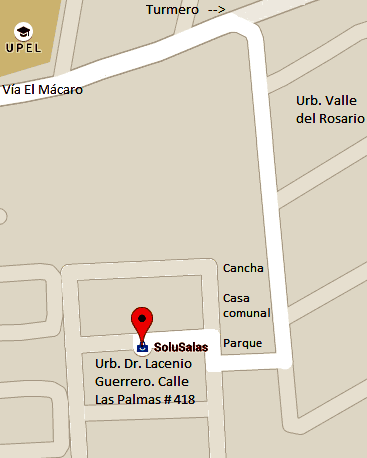 Turmero -->
UPEL
Vía El Mácaro
Urb. Valle
del Rosario
Cancha
Casa
comunal
Parque
SoluSalas
Urb. Dr. Lacenio
Guerrero. Calle
Las Palmas # 418